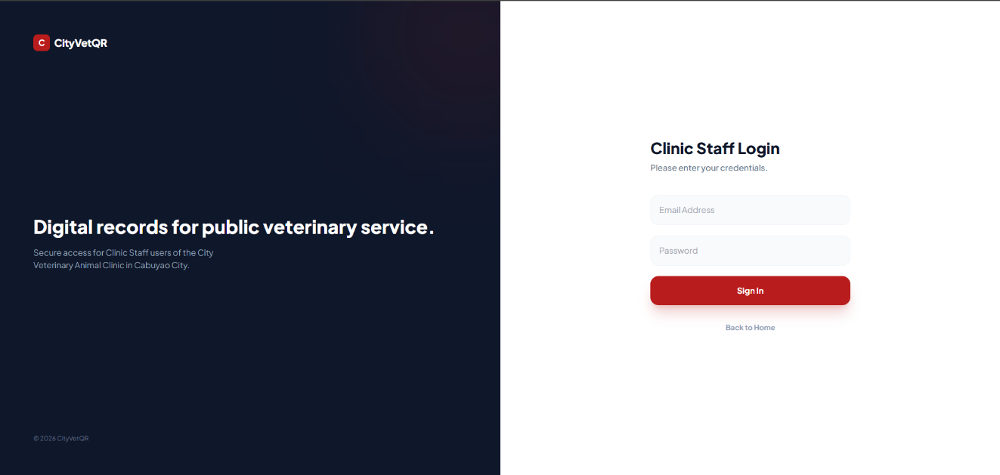 C CityVetQR
Digital records for public veterinary service.
Secure access for Clinic Staff users of the City
Veterinary Animal Clinic in Cabuyao City.
© 2026 CityVetQR
Clinic Staff Login
Please enter your credentials.
Email Address
Password
Sign In
Back to Home